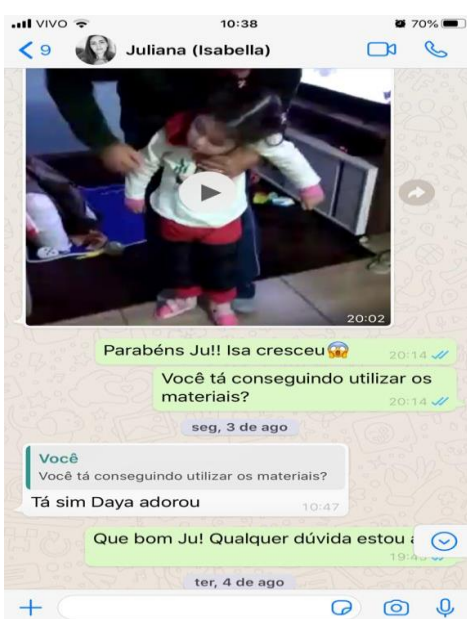 VIVO 10:38 70%
9 Juliana (Isabella)
20:02
Parabéns Ju!! Isa cresceu😱 20:14
Você tá conseguindo utilizar os
materiais?
20:14
seg, 3 de ago
Você
Você tá conseguindo utilizar os materiais?
Tá sim Daya adorou 10:47
Que bom Ju! Qualquer dúvida estou
ter, 4 de ago